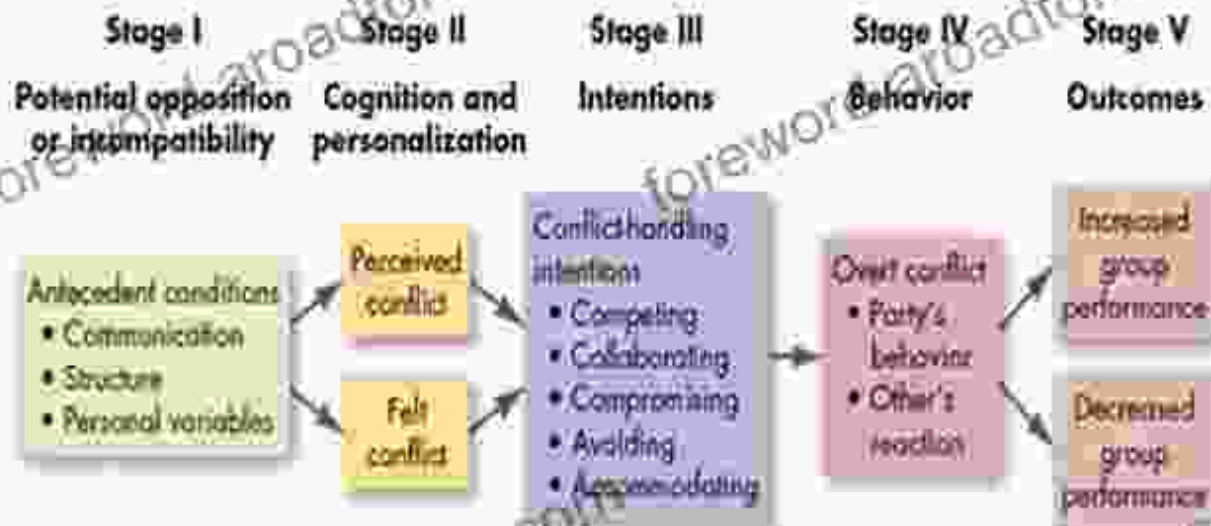 Stage I
Stage II
Stage III
Stage IV
Stage V
Potential opposition
or incompatibility
Cognition and
personalization
Intentions
Behavior
Outcomes
Antecedent conditions
• Communication
• Structure
• Personal variables
Perceived
conflict
Felt
conflict
Conflict-handling
intentions
• Competing
• Collaborating
• Compromising
• Avoiding
• Accommodating
Overt conflict
• Party's
behavior
• Other's
reaction
Increased
group
performance
Decreased
group
performance